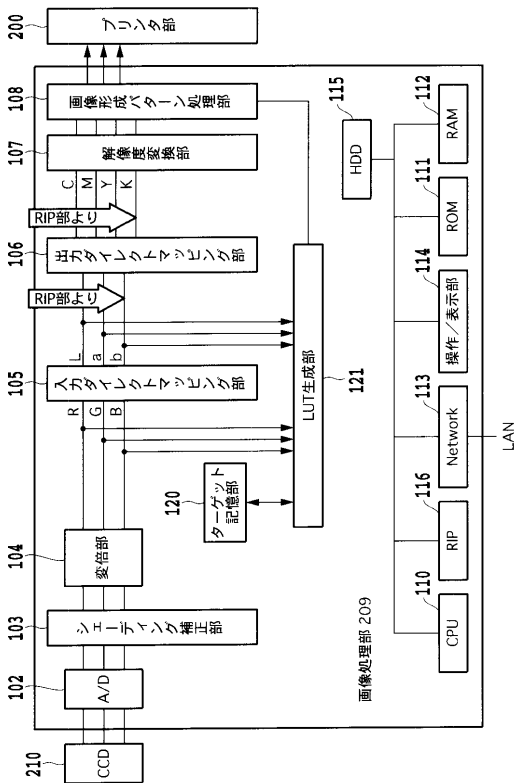 210
CCD
102
A/D
103
シェーディング補正部
104
変倍部
R
G
B
105
入力ダイレクトマッピング部
L
a
b
RIP部より
106
出力ダイレクトマッピング部
RIP部より
C
M
Y
K
107
解像度変換部
108
画像形成パターン処理部
200
プリンタ部
120
ターゲット
記憶部
LUT生成部
121
画像処理部 209
110
CPU
116
RIP
113
Network
LAN
114
操作／表示部
111
ROM
112
RAM
115
HDD